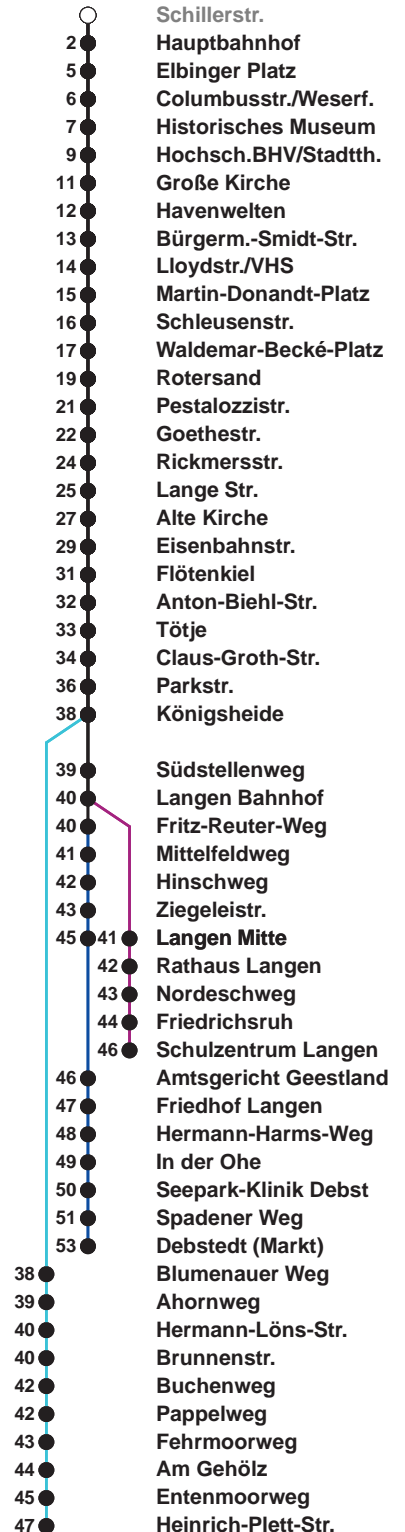 Schillerstr.
2 Hauptbahnhof
5 Elbinger Platz
6 Columbusstr./Weserf.
7 Historisches Museum
9 Hochsch.BHV/Stadtth.
11 Große Kirche
12 Havenwelten
13 Bürgerm.-Smidt-Str.
14 Lloydstr./VHS
15 Martin-Donandt-Platz
16 Schleusenstr.
17 Waldemar-Becké-Platz
19 Rotersand
21 Pestalozzistr.
22 Goethestr.
24 Rickmersstr.
25 Lange Str.
27 Alte Kirche
29 Eisenbahnstr.
31 Flötenkiel
32 Anton-Biehl-Str.
33 Tötje
34 Claus-Groth-Str.
36 Parkstr.
38 Königsheide
39 Südstellenweg
40 Langen Bahnhof
40 Fritz-Reuter-Weg
41 Mittelfeldweg
42 Hinschweg
43 Ziegeleistr.
45 41 Langen Mitte
42 Rathaus Langen
43 Nordeschweg
44 Friedrichsruh
46 Schulzentrum Langen
46 Amtsgericht Geestland
47 Friedhof Langen
48 Hermann-Harms-Weg
49 In der Ohe
50 Seepark-Klinik Debst
51 Spadener Weg
53 Debstedt (Markt)
38 Blumenauer Weg
39 Ahornweg
40 Hermann-Löns-Str.
40 Brunnenstr.
42 Buchenweg
42 Pappelweg
43 Fehrmoorweg
44 Am Gehölz
45 Entenmoorweg
47 Heinrich-Plett-Str.